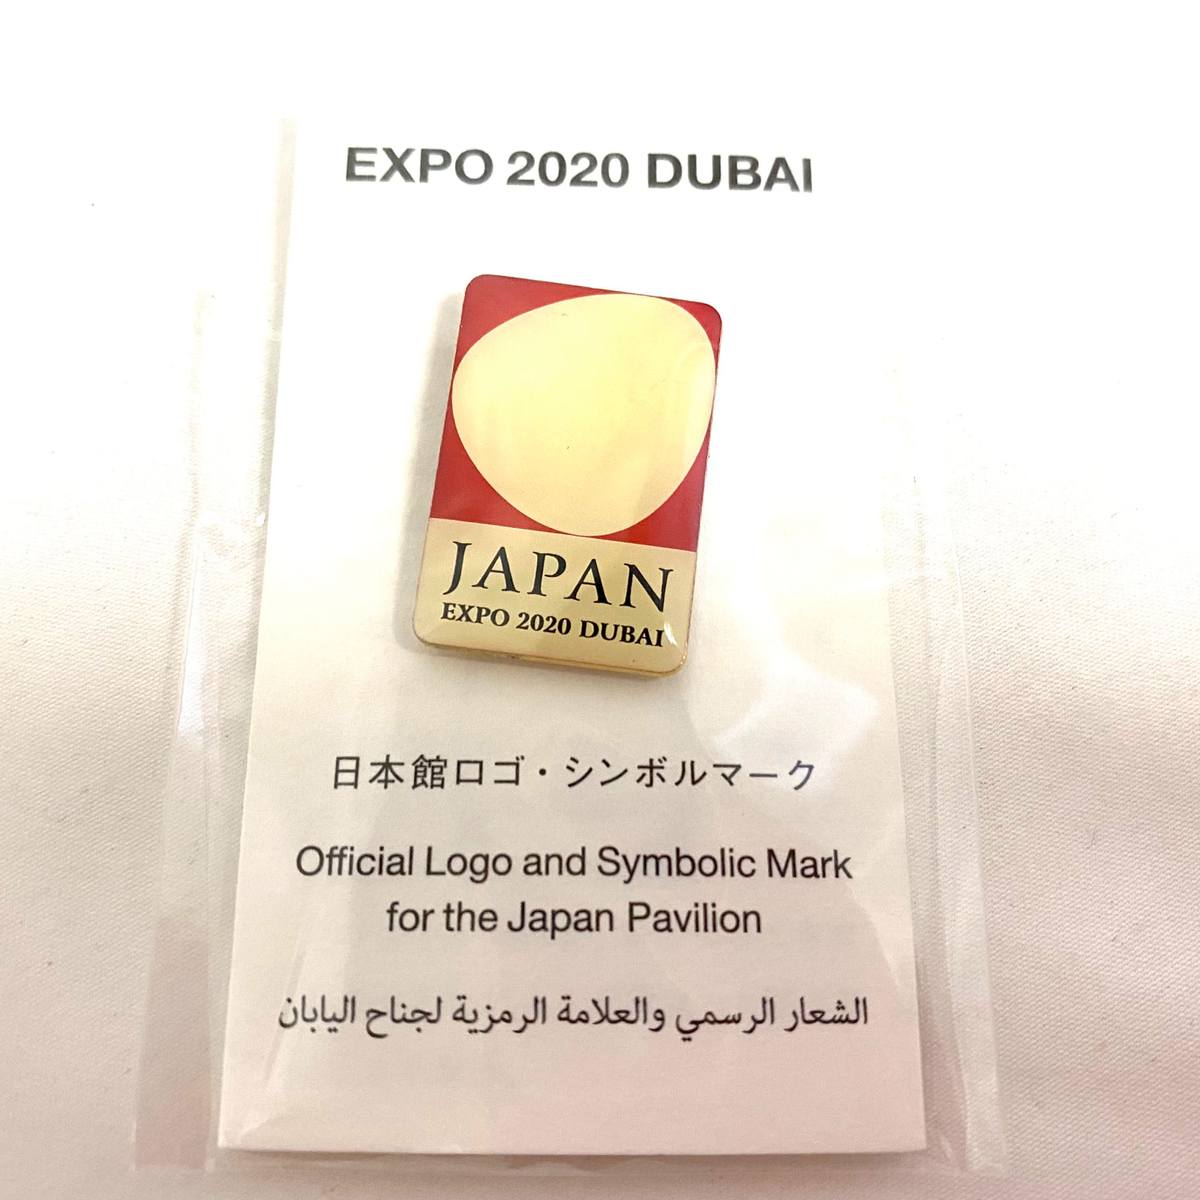 EXPO 2020 DUBAI
JAPAN
EXPO 2020 DUBAI
日本館ロゴ・シンボルマーク
Official Logo and Symbolic Mark
for the Japan Pavilion
الشعار الرسمي والعلامة الرمزية لجناح اليابان